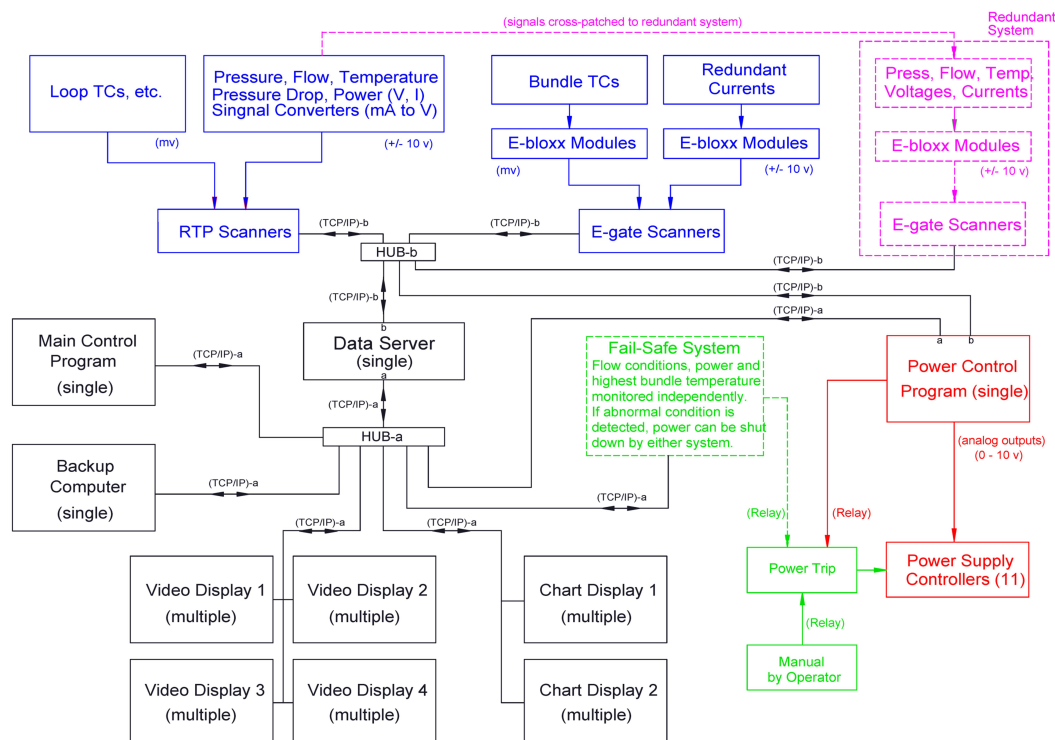 (signals cross-patched to redundant system)
Redundant
System
Loop TCs, etc.
(mv)
Pressure, Flow, Temperature
Pressure Drop, Power (V, I)
Singnal Converters (mA to V)
(+/- 10 v)
Bundle TCs
Redundant
Currents
Press, Flow, Temp.
Voltages, Currents
E-bloxx Modules
(mv)
E-bloxx Modules
(+/- 10 v)
E-bloxx Modules
(+/- 10 v)
RTP Scanners
(TCP/IP)-b
HUB-b
(TCP/IP)-b
E-gate Scanners
E-gate Scanners
(TCP/IP)-b
(TCP/IP)-b
(TCP/IP)-b
(TCP/IP)-a
Main Control
Program
(single)
(TCP/IP)-a
b
Data Server
(single)
a
(TCP/IP)-a
HUB-a
Fail-Safe System
Flow conditions, power and
highest bundle temperature
monitored independently.
If abnormal condition is
detected, power can be shut
down by either system.
a
b
Power Control
Program (single)
(analog outputs)
(0 - 10 v)
Backup
Computer
(single)
(TCP/IP)-a
(TCP/IP)-a
(TCP/IP)-a
(TCP/IP)-a
(Relay)
(Relay)
Power Trip
Power Supply
Controllers (11)
(Relay)
Manual
by Operator
Video Display 1
(multiple)
Video Display 2
(multiple)
Chart Display 1
(multiple)
Video Display 3
(multiple)
Video Display 4
(multiple)
Chart Display 2
(multiple)